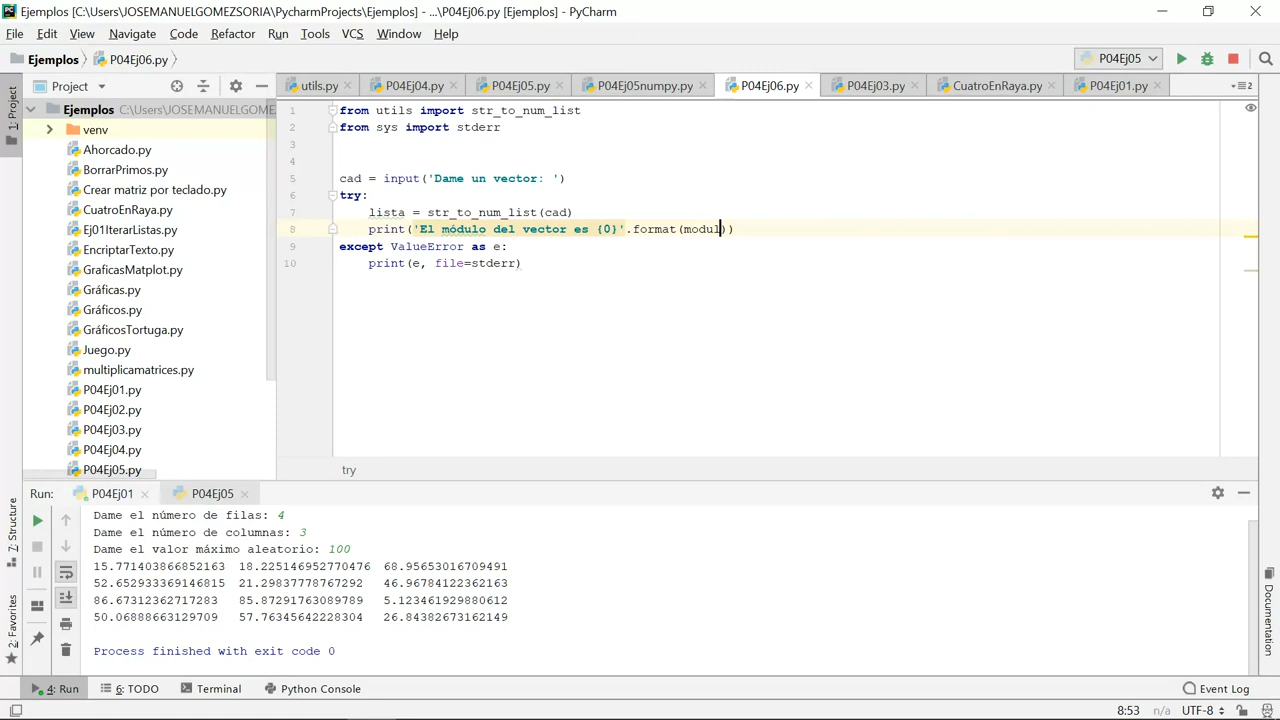 Ejemplos [C:\Users\JOSEMANUELGOMEZSORIA\PycharmProjects\Ejemplos] - ...\P04Ej06.py [Ejemplos] - PyCharm
File Edit View Navigate Code Refactor Run Tools VCS Window Help
Ejemplos P04Ej06.py P04Ej05
Project utils.py P04Ej04.py P04Ej05.py P04Ej05numpy.py P04Ej06.py P04Ej03.py CuatroEnRaya.py P04Ej01.py 2
1: Project
Ejemplos C:\Users\JOSEMANUELGOME
venv
Ahorcado.py
BorrarPrimos.py
Crear matriz por teclado.py
CuatroEnRaya.py
Ej01IterarListas.py
EncriptarTexto.py
GraficasMatplot.py
Gráficas.py
Gráficos.py
GráficosTortuga.py
Juego.py
multiplicamatrices.py
P04Ej01.py
P04Ej02.py
P04Ej03.py
P04Ej04.py
P04Ej05.py
1 from utils import str_to_num_list
2 from sys import stderr
3
4
5 cad = input('Dame un vector: ')
6 try:
7 lista = str_to_num_list(cad)
8 print('El módulo del vector es {0}'.format(modul))
9 except ValueError as e:
10 print(e, file=stderr)
try
Run: P04Ej01 P04Ej05
Dame el número de filas: 4
Dame el número de columnas: 3
Dame el valor máximo aleatorio: 100
15.771403866852163 18.225146952770476 68.95653016709491
52.652933369146815 21.29837778767292 46.96784122362163
86.67312362717283 85.87291763089789 5.123461929880612
50.06888663129709 57.76345642228304 26.84382673162149
Process finished with exit code 0
7: Structure
2: Favorites
Documentation
4: Run 6: TODO Terminal Python Console Event Log
8:53 n/a UTF-8